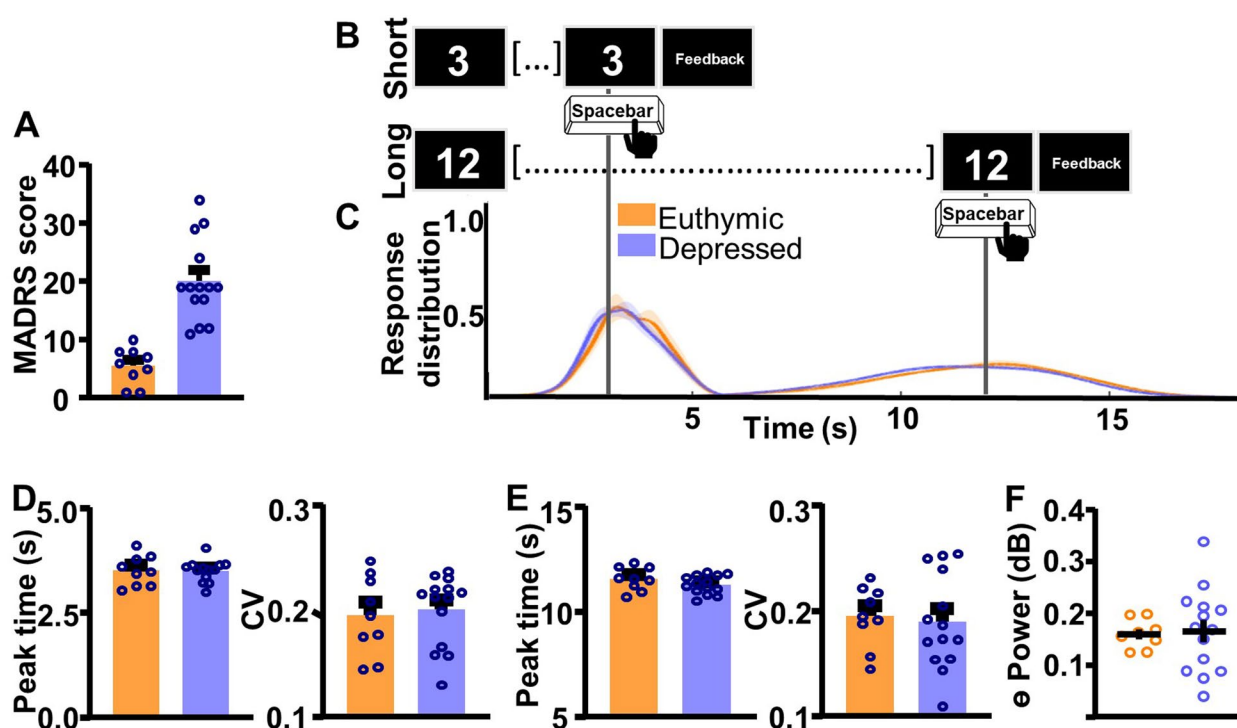 A
MADRS score
40
30
20
10
0
B
Short
3
[...]
3
Feedback
Spacebar
Long
12
[..................................]
12
Feedback
Spacebar
C
Response
distribution
1.0
0.5
Euthymic
Depressed
5
10
15
Time (s)
D
Peak time (s)
5.0
2.5
0.0
CV
0.3
0.2
0.1
E
Peak time (s)
15
10
5
CV
0.3
0.2
0.1
F
ɵ Power (dB)
0.4
0.3
0.2
0.1